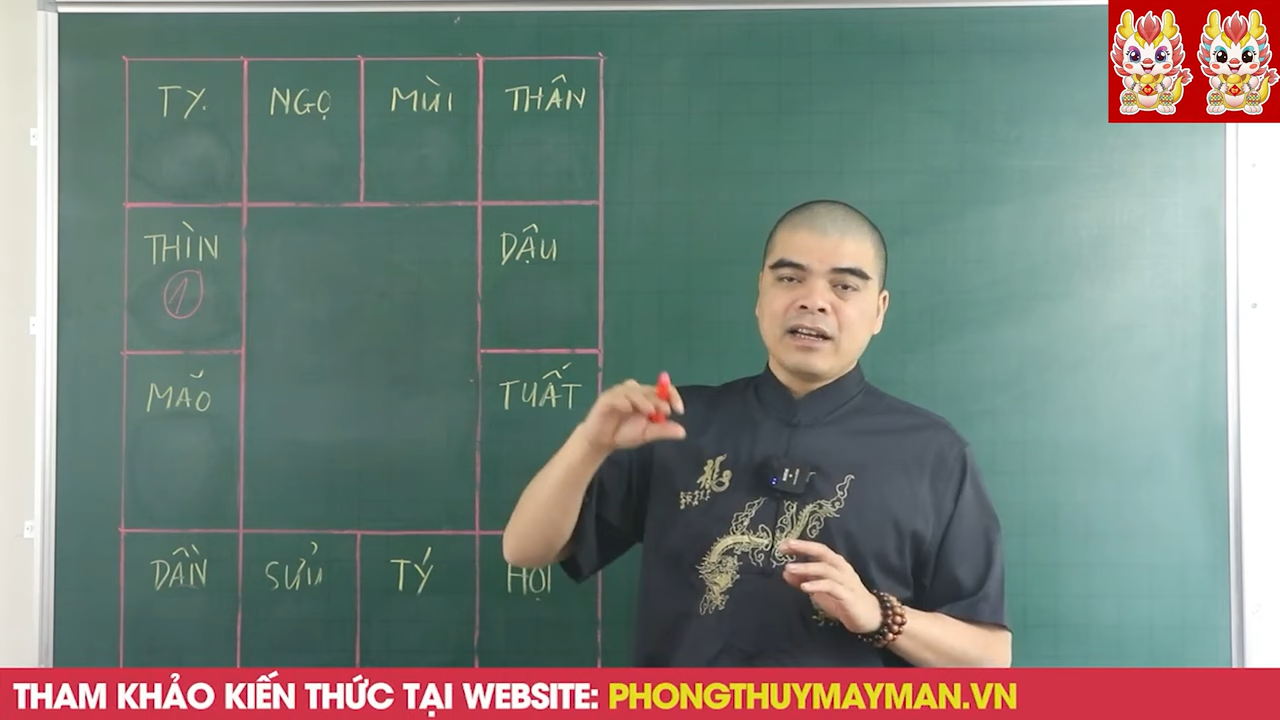 TỴ. NGỌ MÙI THÂN
THÌN DẬU
1
MÃO TUẤT
DẦN SỬU TÝ HỢI
THAM KHẢO KIẾN THỨC TẠI WEBSITE: PHONGTHUYMAYMAN.VN